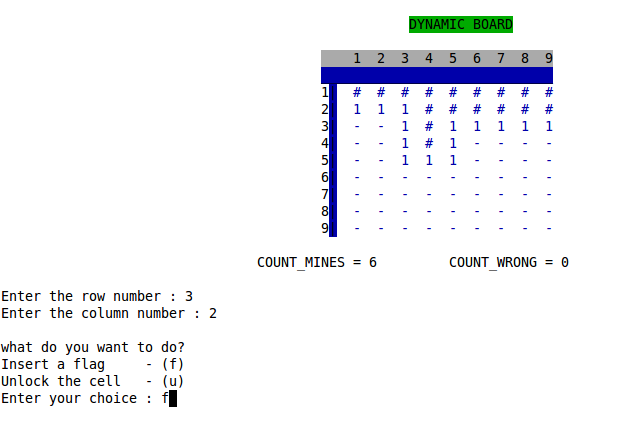 DYNAMIC BOARD
1 2 3 4 5 6 7 8 9
1| # # # # # # # # #
2| 1 1 1 # # # # # #
3| - - 1 # 1 1 1 1 1
4| - - 1 # 1 - - - -
5| - - 1 1 1 - - - -
6| - - - - - - - - -
7| - - - - - - - - -
8| - - - - - - - - -
9| - - - - - - - - -
COUNT_MINES = 6 COUNT_WRONG = 0
Enter the row number : 3
Enter the column number : 2
what do you want to do?
Insert a flag - (f)
Unlock the cell - (u)
Enter your choice : f